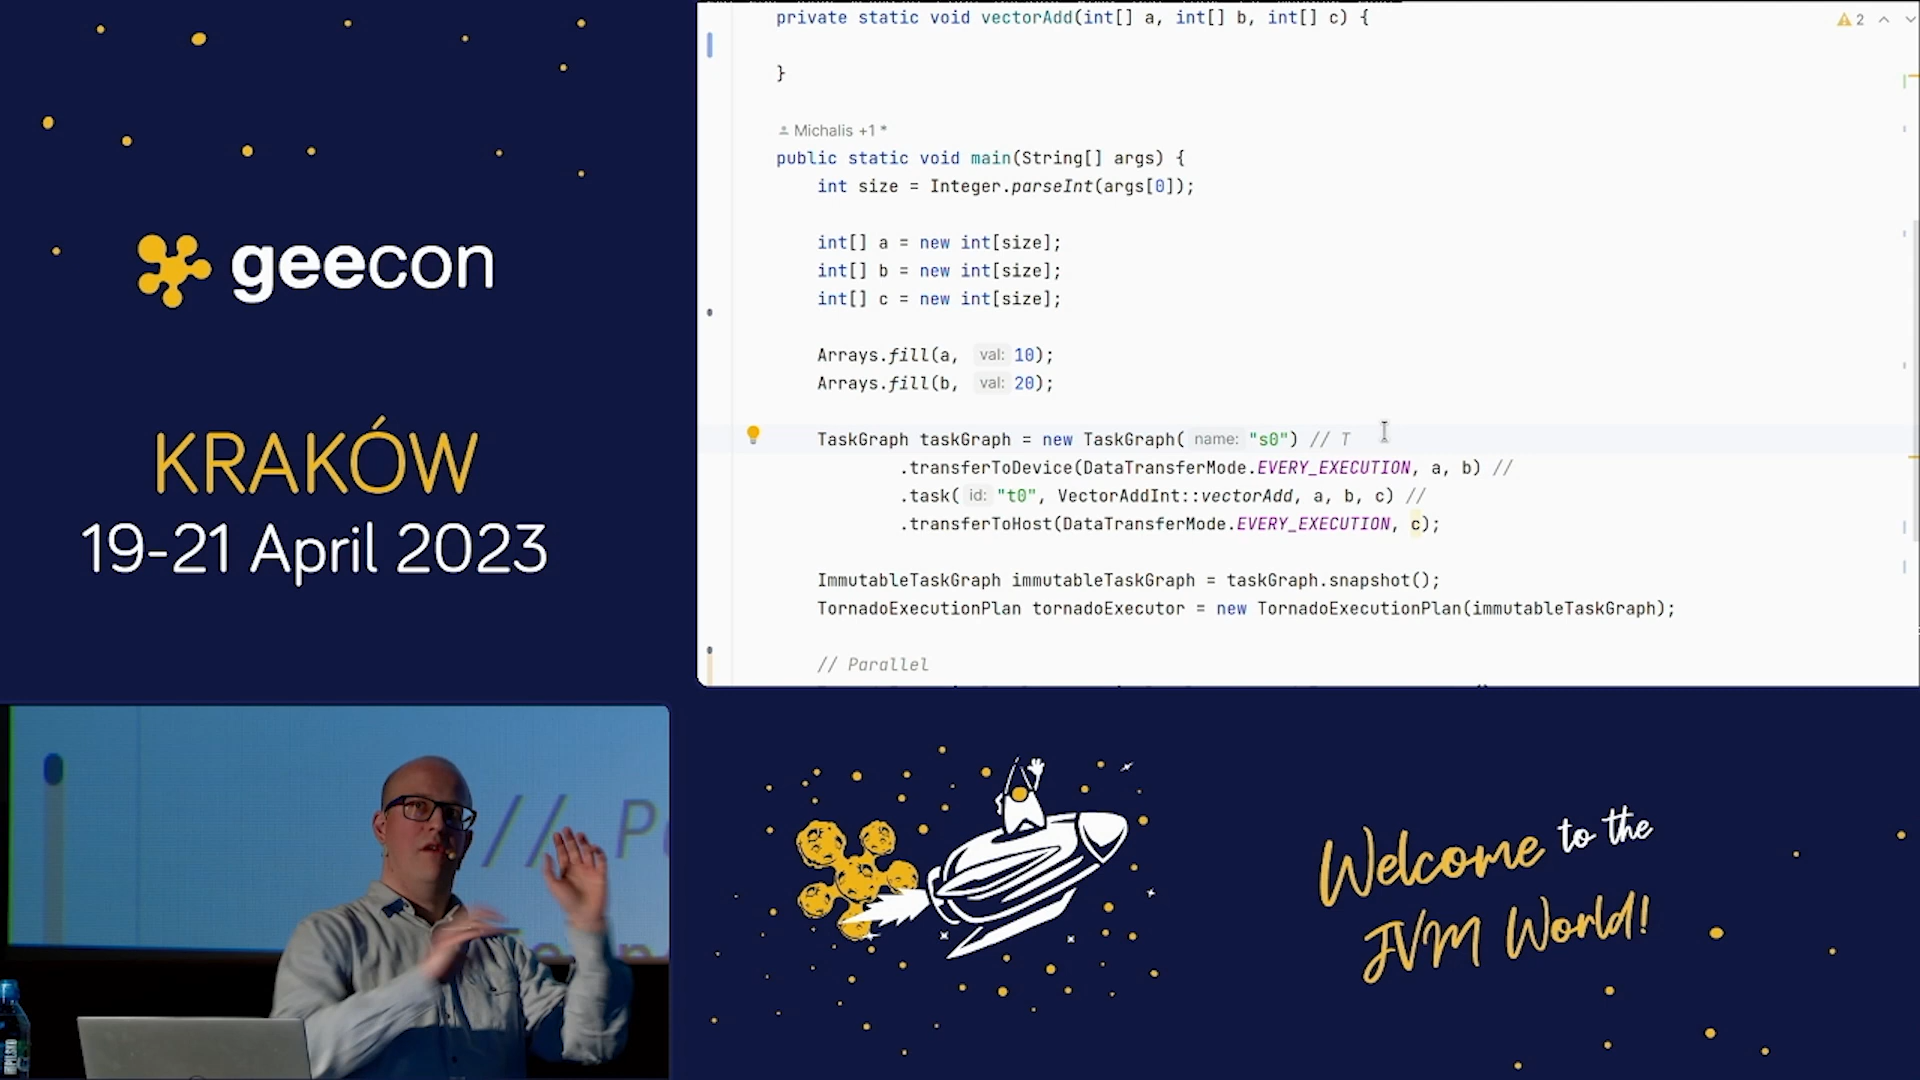 geecon
KRAKÓW
19-21 April 2023
private static void vectorAdd(int[] a, int[] b, int[] c) {
2
}
Michalis +1 *
public static void main(String[] args) {
int size = Integer.parseInt(args[0]);
int[] a = new int[size];
int[] b = new int[size];
int[] c = new int[size];
Arrays.fill(a, val: 10);
Arrays.fill(b, val: 20);
TaskGraph taskGraph = new TaskGraph( name: "s0") // T
.transferToDevice(DataTransferMode.EVERY_EXECUTION, a, b) //
.task( id: "t0", VectorAddInt::vectorAdd, a, b, c) //
.transferToHost(DataTransferMode.EVERY_EXECUTION, c);
ImmutableTaskGraph immutableTaskGraph = taskGraph.snapshot();
TornadoExecutionPlan tornadoExecutor = new TornadoExecutionPlan(immutableTaskGraph);
// Parallel
// P
Welcome to the
JVM World!